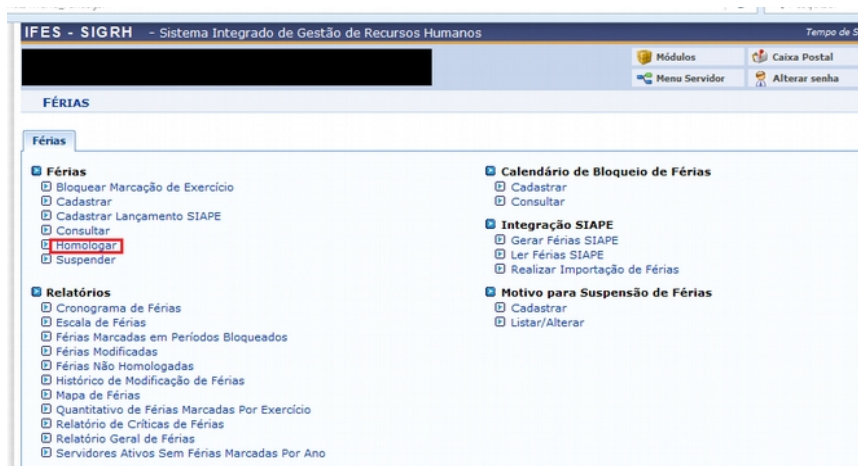 IFES - SIGRH - Sistema Integrado de Gestão de Recursos Humanos
Tempo de S
Módulos
Caixa Postal
Menu Servidor
Alterar senha
FÉRIAS
Férias
Férias
Bloquear Marcação de Exercício
Cadastrar
Cadastrar Lançamento SIAPE
Consultar
Homologar
Suspender
Relatórios
Cronograma de Férias
Escala de Férias
Férias Marcadas em Períodos Bloqueados
Férias Modificadas
Férias Não Homologadas
Histórico de Modificação de Férias
Mapa de Férias
Quantitativo de Férias Marcadas Por Exercício
Relatório de Críticas de Férias
Relatório Geral de Férias
Servidores Ativos Sem Férias Marcadas Por Ano
Calendário de Bloqueio de Férias
Cadastrar
Consultar
Integração SIAPE
Gerar Férias SIAPE
Ler Férias SIAPE
Realizar Importação de Férias
Motivo para Suspensão de Férias
Cadastrar
Listar/Alterar